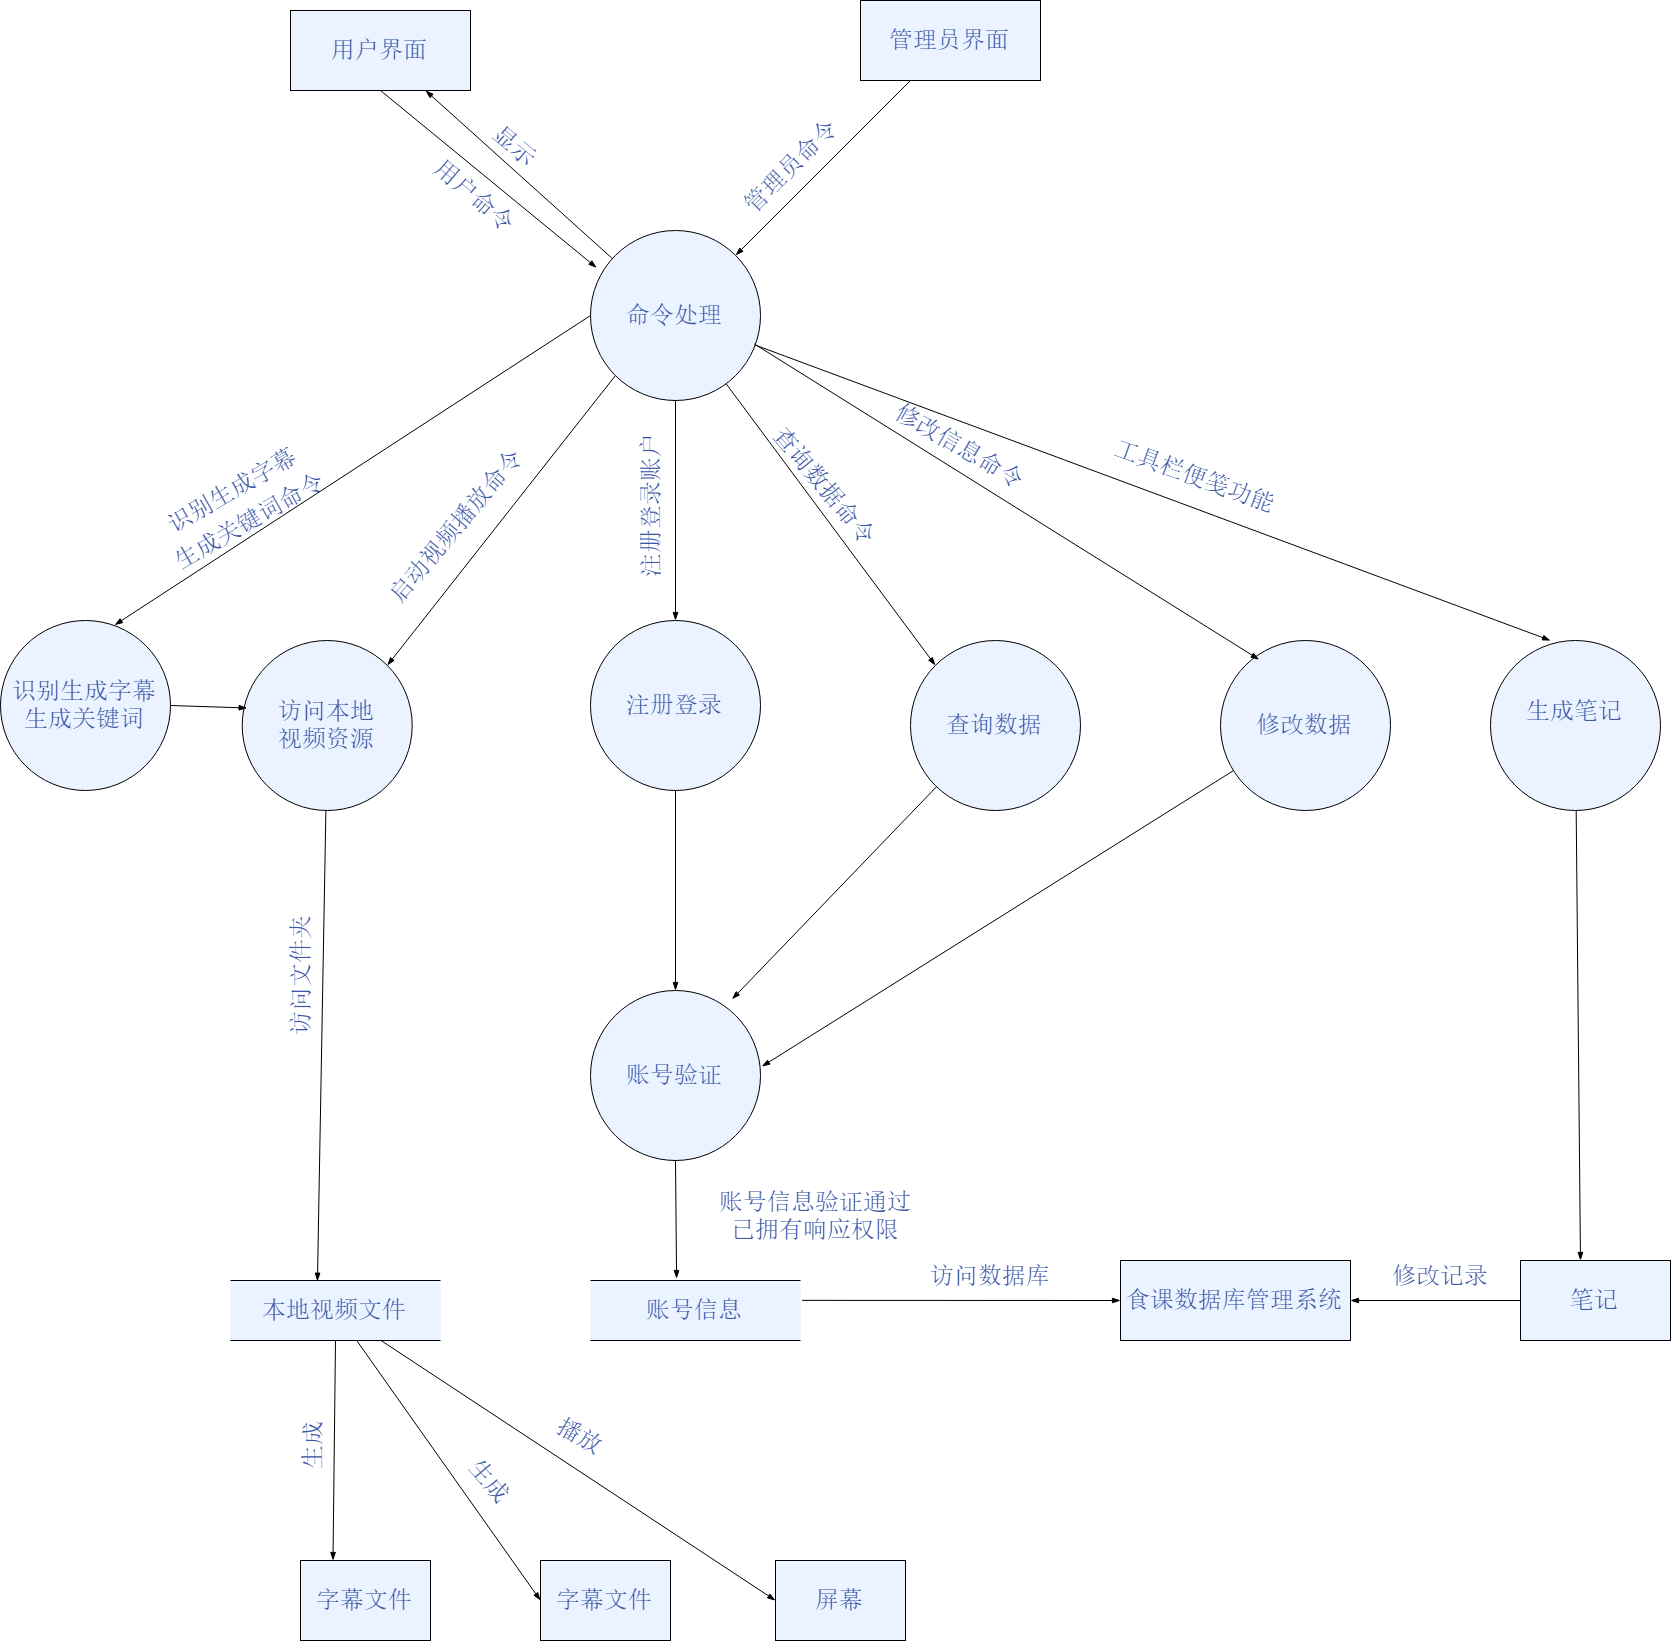 用户界面
管理员界面
显示
用户命令
管理员命令
命令处理
识别生成字幕
生成关键词命令
启动视频播放命令
注册登录账户
查询数据命令
修改信息命令
工具栏便笺功能
识别生成字幕
生成关键词
访问本地
视频资源
注册登录
查询数据
修改数据
生成笔记
访问文件夹
账号验证
账号信息验证通过
已拥有响应权限
本地视频文件
账号信息
访问数据库
食课数据库管理系统
修改记录
笔记
生成
生成
播放
字幕文件
字幕文件
屏幕